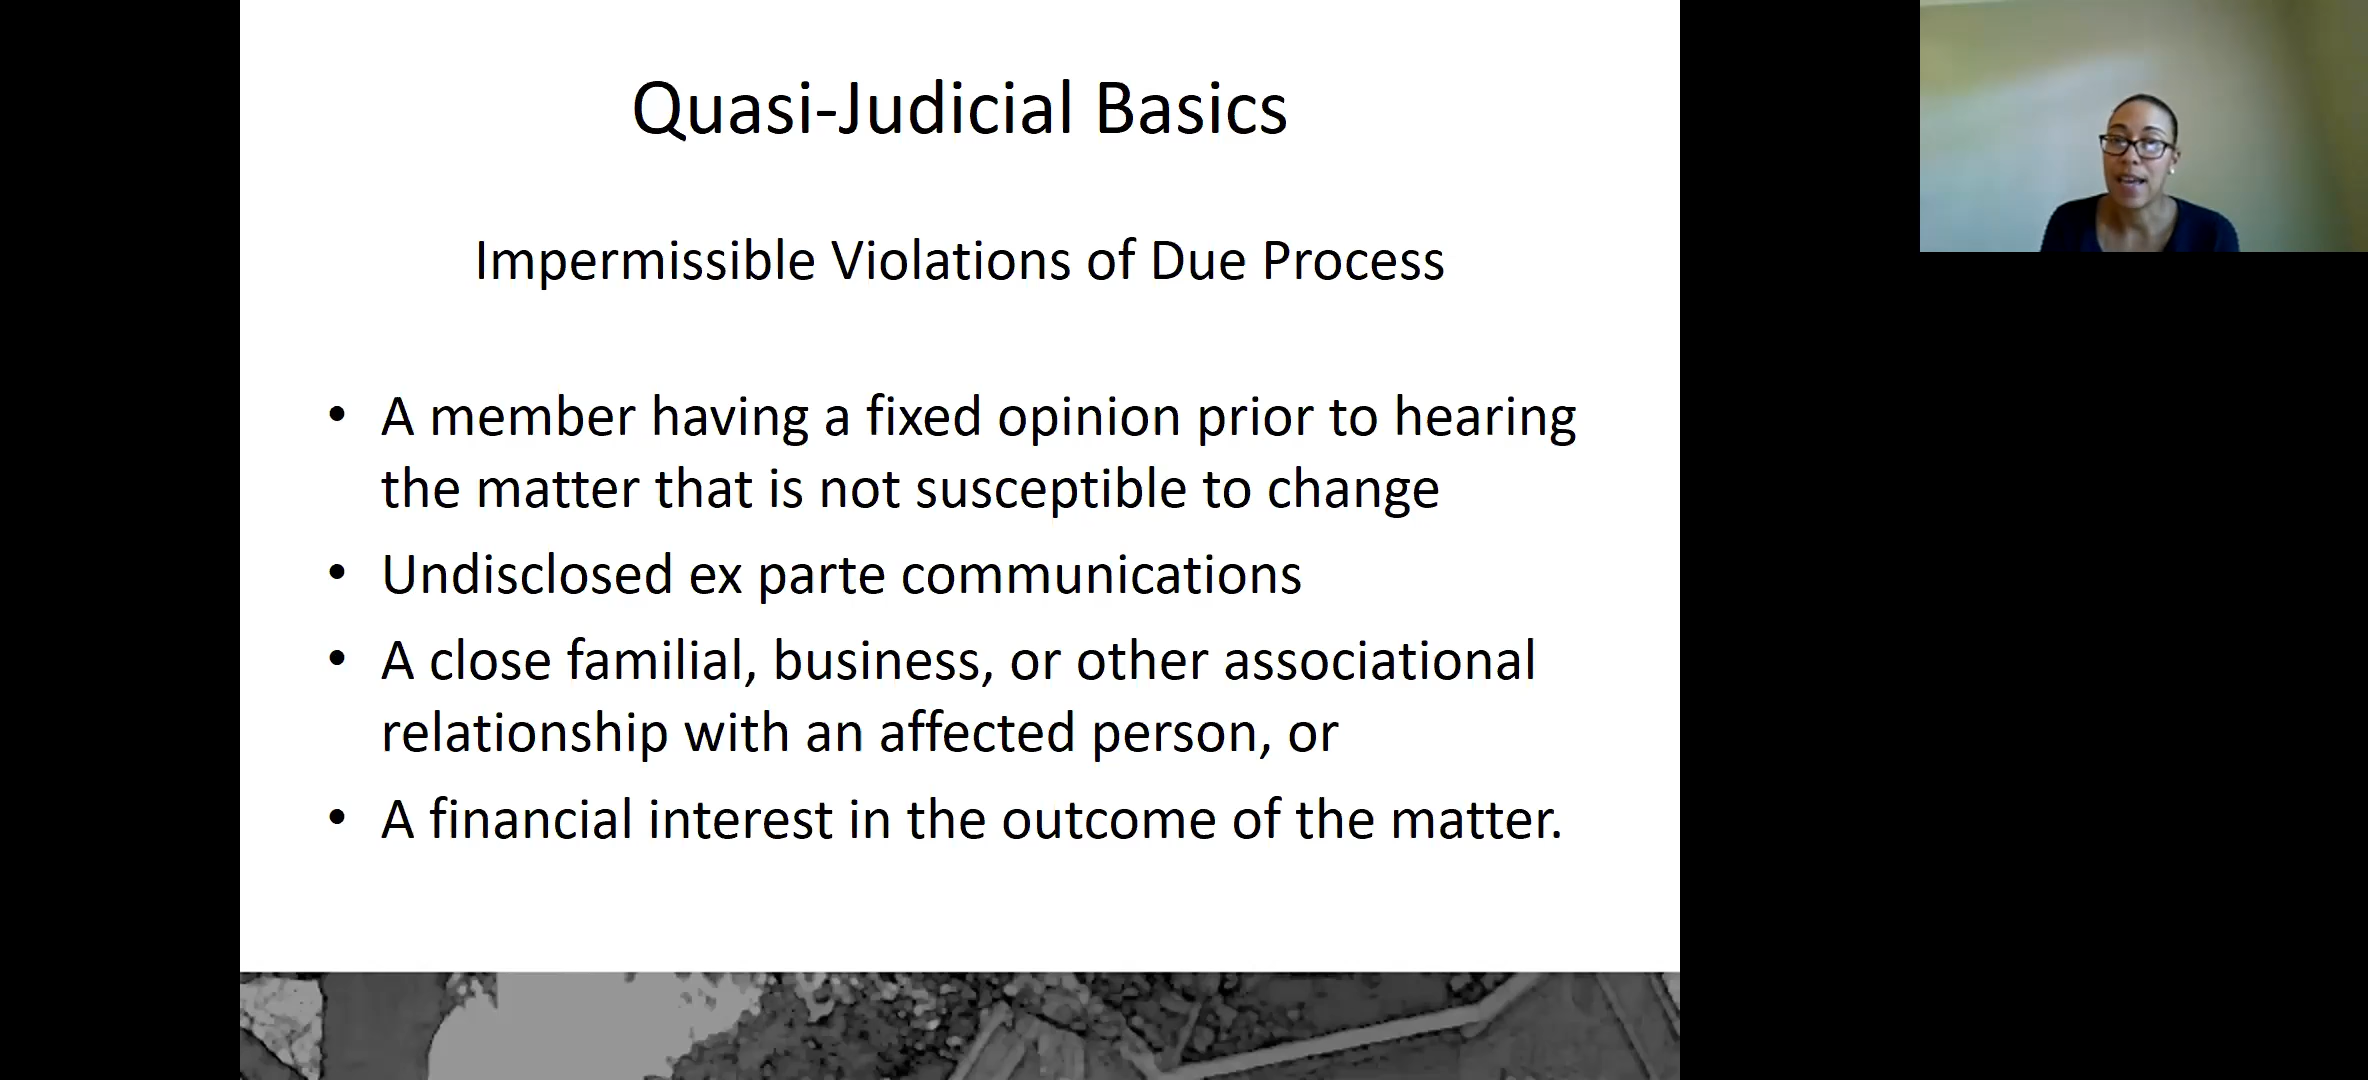 Quasi-Judicial Basics
Impermissible Violations of Due Process
• A member having a fixed opinion prior to hearing
the matter that is not susceptible to change
• Undisclosed ex parte communications
• A close familial, business, or other associational
relationship with an affected person, or
• A financial interest in the outcome of the matter.